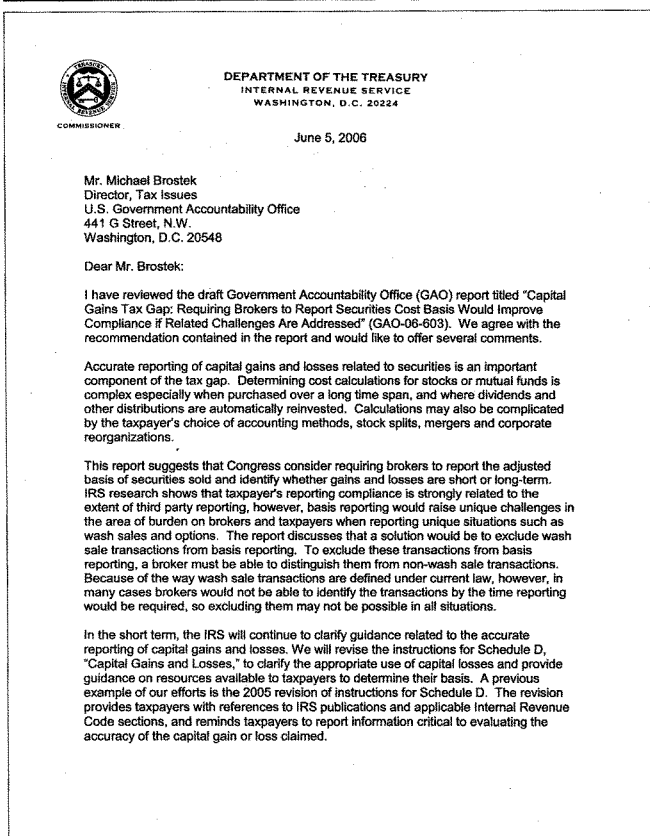 DEPARTMENT OF THE TREASURY
INTERNAL REVENUE SERVICE
WASHINGTON, D.C. 20224
COMMISSIONER
June 5, 2006
Mr. Michael Brostek
Director, Tax Issues
U.S. Government Accountability Office
441 G Street, N.W.
Washington, D.C. 20548
Dear Mr. Brostek:
I have reviewed the draft Government Accountability Office (GAO) report titled "Capital
Gains Tax Gap: Requiring Brokers to Report Securities Cost Basis Would Improve
Compliance if Related Challenges Are Addressed" (GAO-06-603). We agree with the
recommendation contained in the report and would like to offer several comments.
Accurate reporting of capital gains and losses related to securities is an important
component of the tax gap. Determining cost calculations for stocks or mutual funds is
complex especially when purchased over a long time span, and where dividends and
other distributions are automatically reinvested. Calculations may also be complicated
by the taxpayer's choice of accounting methods, stock splits, mergers and corporate
reorganizations.
This report suggests that Congress consider requiring brokers to report the adjusted
basis of securities sold and identify whether gains and losses are short or long-term.
IRS research shows that taxpayer's reporting compliance is strongly related to the
extent of third party reporting, however, basis reporting would raise unique challenges in
the area of burden on brokers and taxpayers when reporting unique situations such as
wash sales and options. The report discusses that a solution would be to exclude wash
sale transactions from basis reporting. To exclude these transactions from basis
reporting, a broker must be able to distinguish them from non-wash sale transactions.
Because of the way wash sale transactions are defined under current law, however, in
many cases brokers would not be able to identify the transactions by the time reporting
would be required, so excluding them may not be possible in all situations.
In the short term, the IRS will continue to clarify guidance related to the accurate
reporting of capital gains and losses. We will revise the instructions for Schedule D,
"Capital Gains and Losses," to clarify the appropriate use of capital losses and provide
guidance on resources available to taxpayers to determine their basis. A previous
example of our efforts is the 2005 revision of instructions for Schedule D. The revision
provides taxpayers with references to IRS publications and applicable Internal Revenue
Code sections, and reminds taxpayers to report information critical to evaluating the
accuracy of the capital gain or loss claimed.